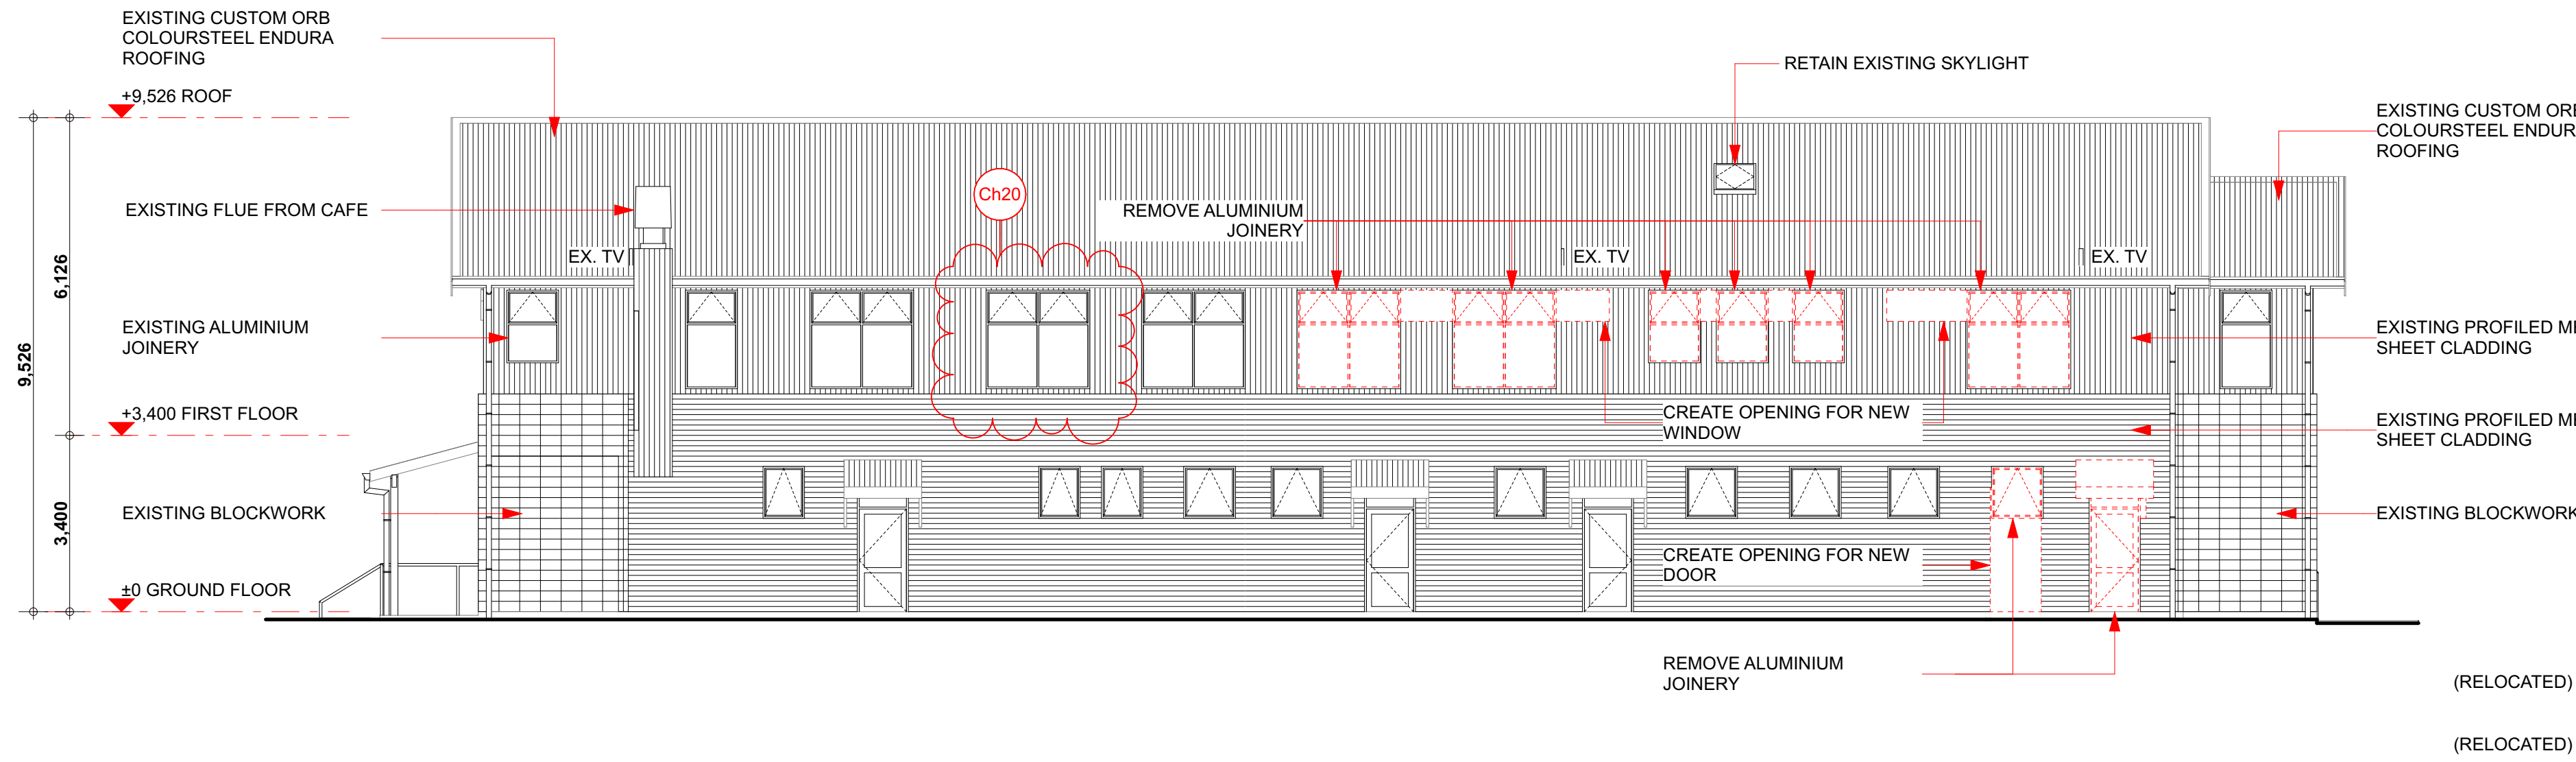 EXISTING CUSTOM ORB
COLOURSTEEL ENDURA
ROOFING
+9,526 ROOF
EXISTING FLUE FROM CAFE
EXISTING ALUMINIUM
JOINERY
+3,400 FIRST FLOOR
EXISTING BLOCKWORK
±0 GROUND FLOOR
9,526
6,126
3,400
EX. TV
Ch20
REMOVE ALUMINIUM
JOINERY
RETAIN EXISTING SKYLIGHT
EX. TV
EX. TV
CREATE OPENING FOR NEW
WINDOW
CREATE OPENING FOR NEW
DOOR
REMOVE ALUMINIUM
JOINERY
EXISTING CUSTOM
COLOURSTEEL
ROOFING
EXISTING PROFILED
SHEET CLADDING
EXISTING PROFILED
SHEET CLADDING
EXISTING BLOCKWORK
(RELOCATED)
(RELOCATED)